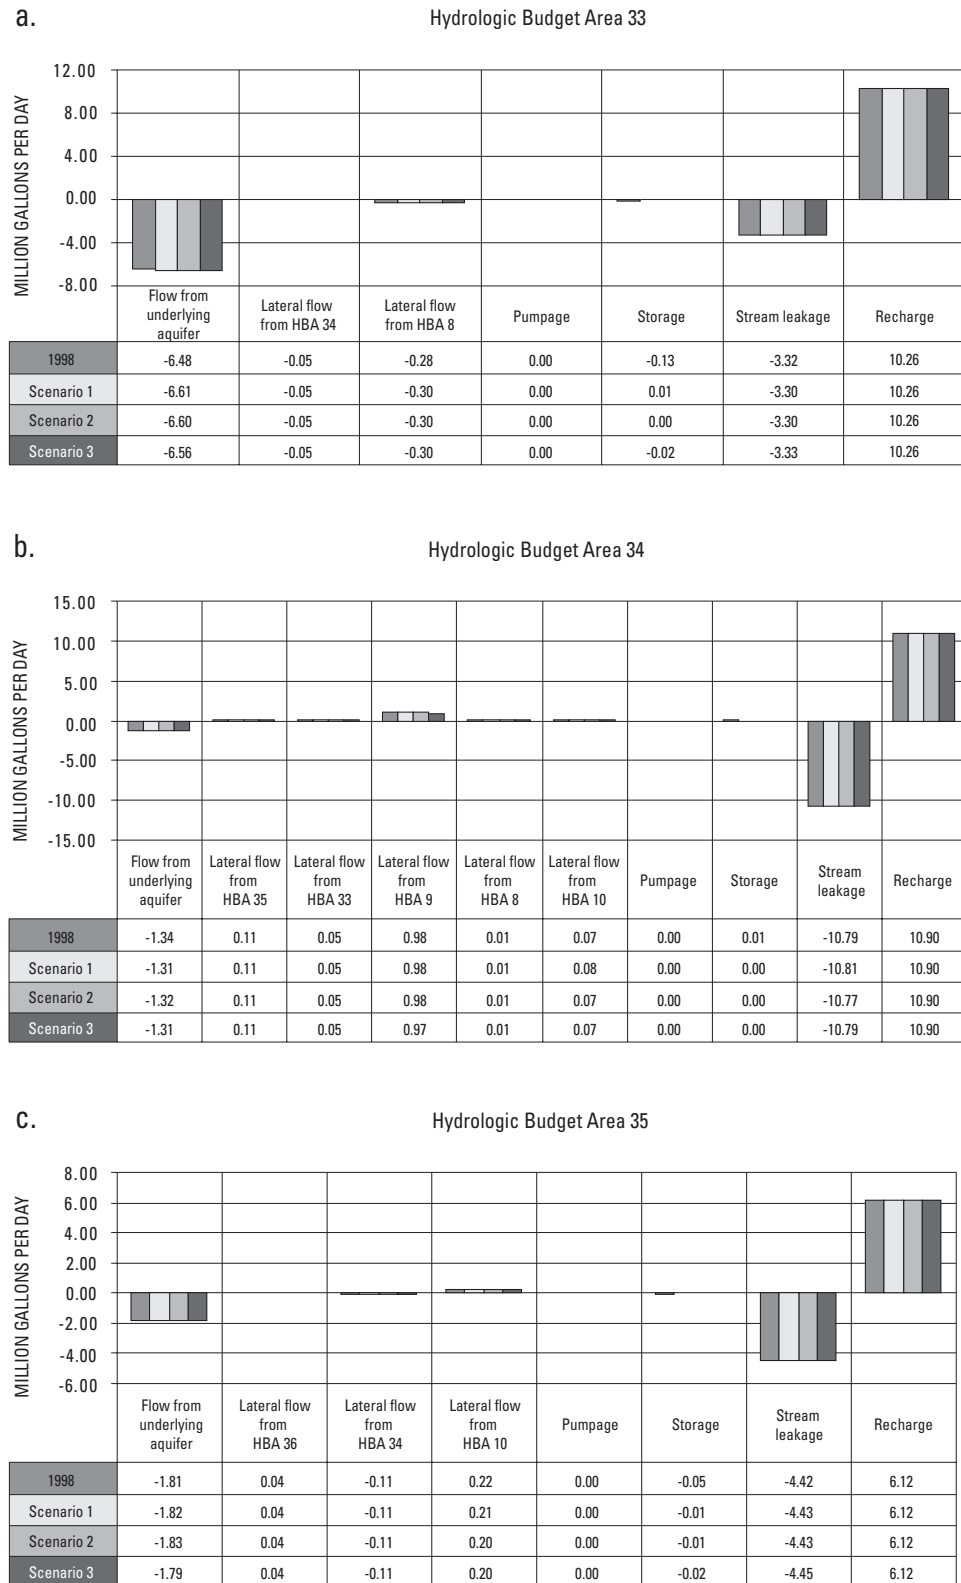 a.
Hydrologic Budget Area 33
MILLION GALLONS PER DAY
12.00
8.00
4.00
0.00
-4.00
-8.00
Flow from underlying aquifer
Lateral flow from HBA 34
Lateral flow from HBA 8
Pumpage
Storage
Stream leakage
Recharge
1998 -6.48 -0.05 -0.28 0.00 -0.13 -3.32 10.26
Scenario 1 -6.61 -0.05 -0.30 0.00 0.01 -3.30 10.26
Scenario 2 -6.60 -0.05 -0.30 0.00 0.00 -3.30 10.26
Scenario 3 -6.56 -0.05 -0.30 0.00 -0.02 -3.33 10.26
b.
Hydrologic Budget Area 34
MILLION GALLONS PER DAY
15.00
10.00
5.00
0.00
-5.00
-10.00
-15.00
Flow from underlying aquifer
Lateral flow from HBA 35
Lateral flow from HBA 33
Lateral flow from HBA 9
Lateral flow from HBA 8
Lateral flow from HBA 10
Pumpage
Storage
Stream leakage
Recharge
1998 -1.34 0.11 0.05 0.98 0.01 0.07 0.00 0.01 -10.79 10.90
Scenario 1 -1.31 0.11 0.05 0.98 0.01 0.08 0.00 0.00 -10.81 10.90
Scenario 2 -1.32 0.11 0.05 0.98 0.01 0.07 0.00 0.00 -10.77 10.90
Scenario 3 -1.31 0.11 0.05 0.97 0.01 0.07 0.00 0.00 -10.79 10.90
c.
Hydrologic Budget Area 35
MILLION GALLONS PER DAY
8.00
6.00
4.00
2.00
0.00
-2.00
-4.00
-6.00
Flow from underlying aquifer
Lateral flow from HBA 36
Lateral flow from HBA 34
Lateral flow from HBA 10
Pumpage
Storage
Stream leakage
Recharge
1998 -1.81 0.04 -0.11 0.22 0.00 -0.05 -4.42 6.12
Scenario 1 -1.82 0.04 -0.11 0.21 0.00 -0.01 -4.43 6.12
Scenario 2 -1.83 0.04 -0.11 0.20 0.00 -0.01 -4.43 6.12
Scenario 3 -1.79 0.04 -0.11 0.20 0.00 -0.02 -4.45 6.12